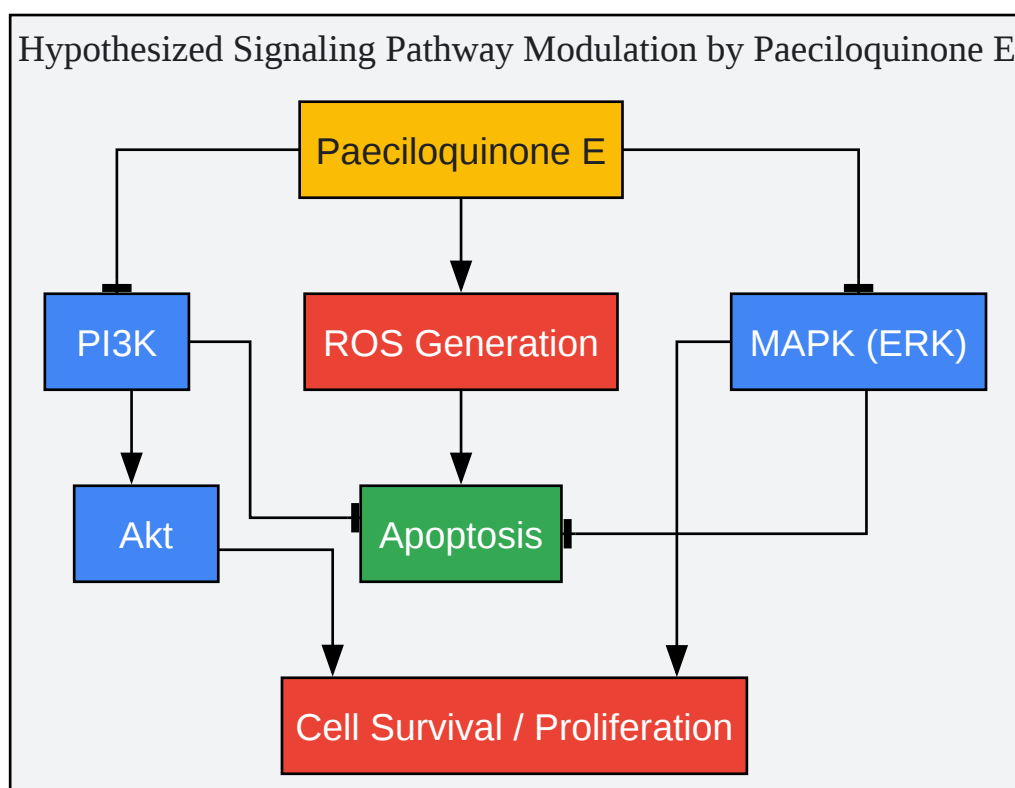 Hypothesized Signaling Pathway Modulation by Paeciloquinone E
Paeciloquinone E
PI3K
ROS Generation
MAPK (ERK)
Akt
Apoptosis
Cell Survival / Proliferation